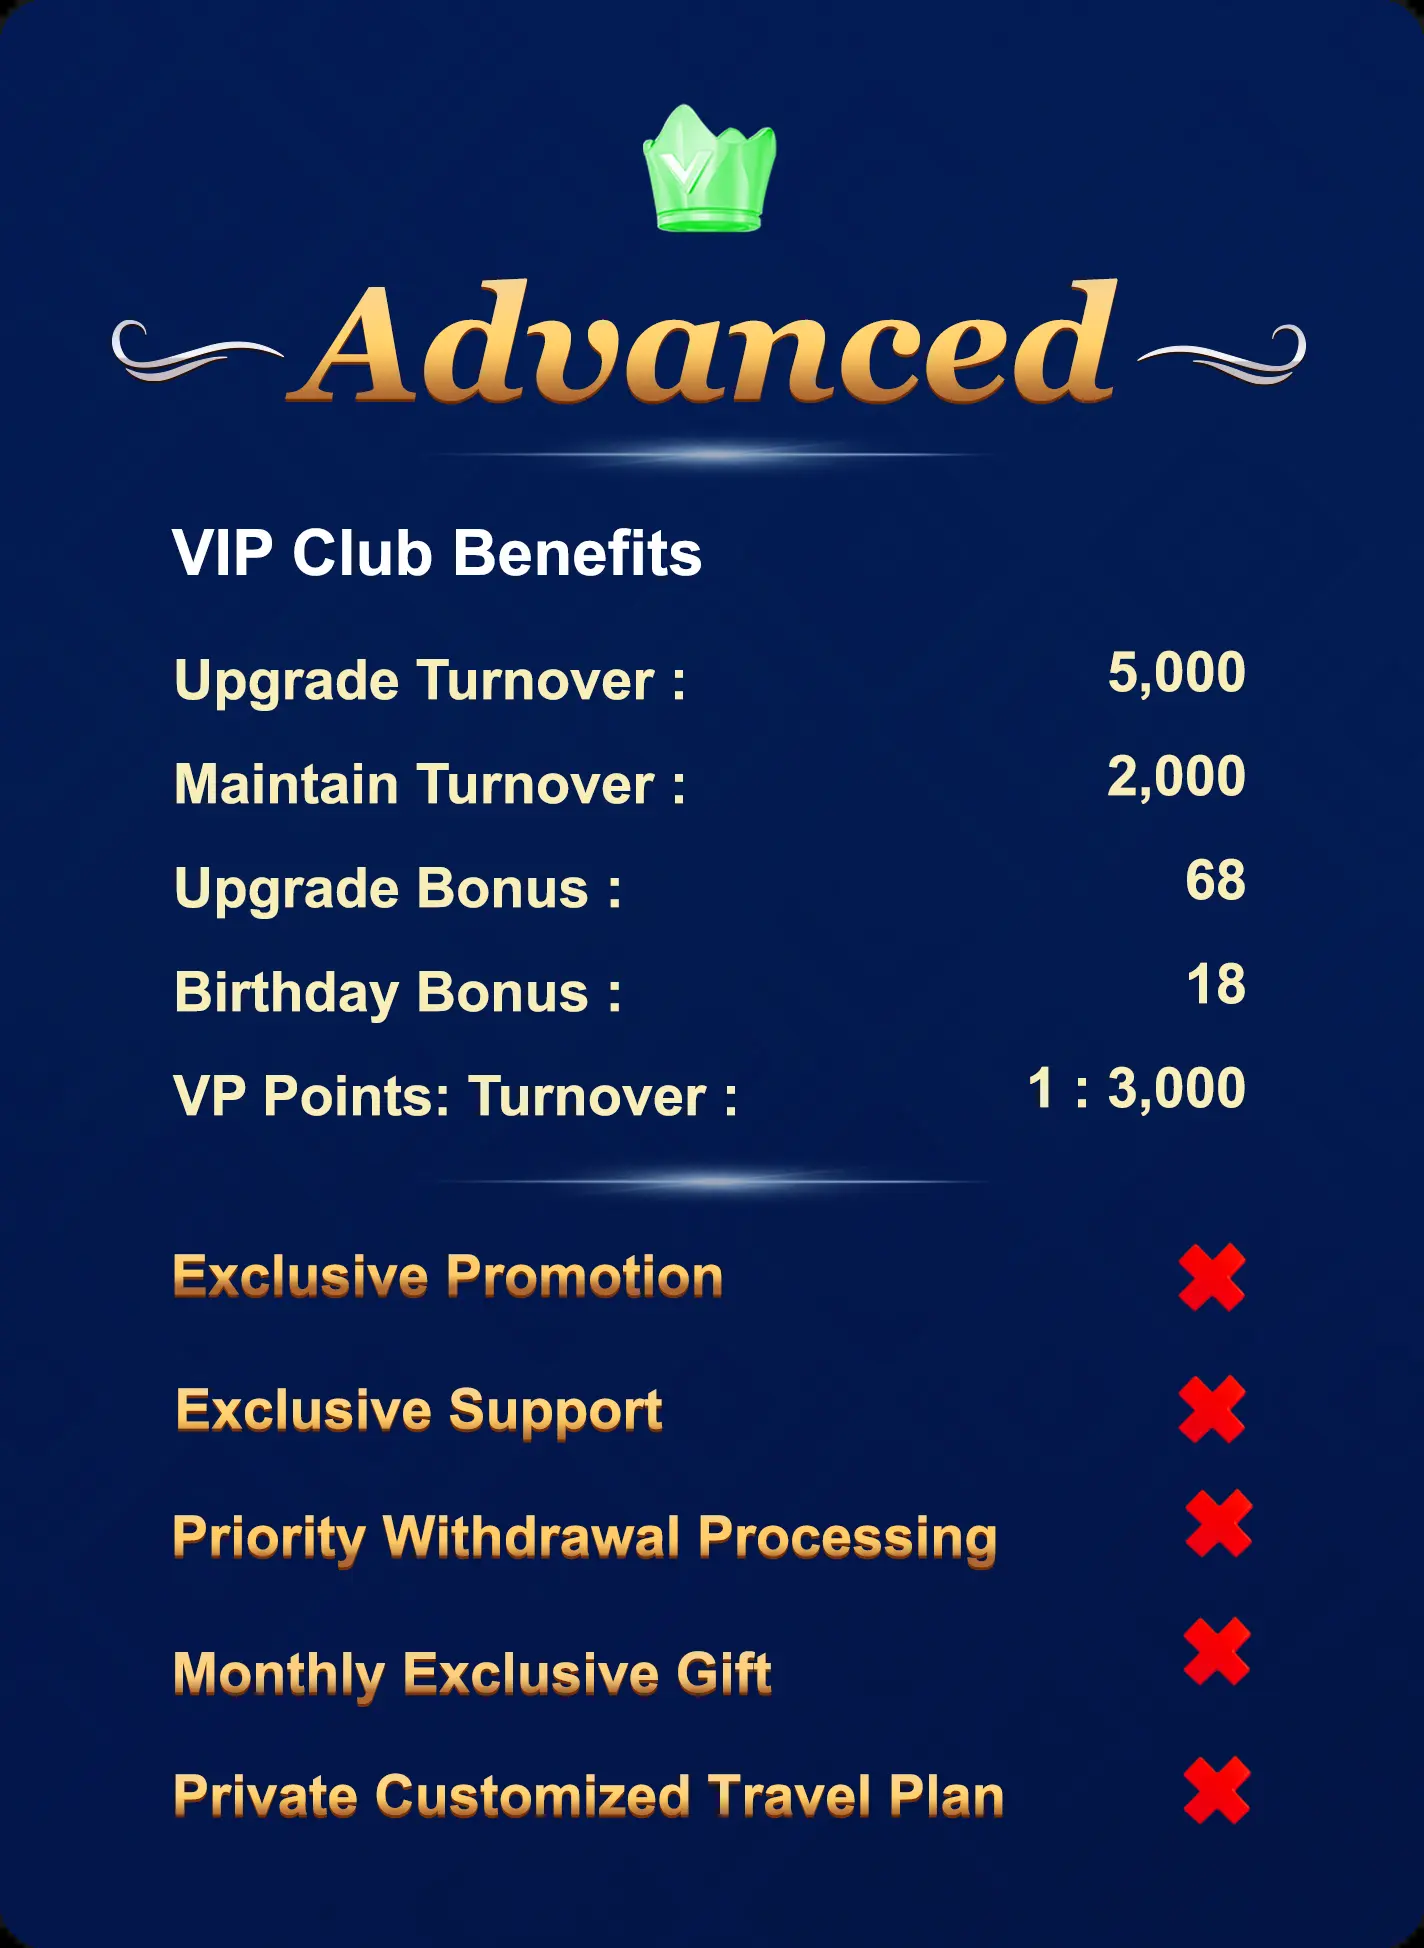 V
Advanced
VIP Club Benefits
Upgrade Turnover : 5,000
Maintain Turnover : 2,000
Upgrade Bonus : 68
Birthday Bonus : 18
VP Points: Turnover : 1 : 3,000
Exclusive Promotion
Exclusive Support
Priority Withdrawal Processing
Monthly Exclusive Gift
Private Customized Travel Plan